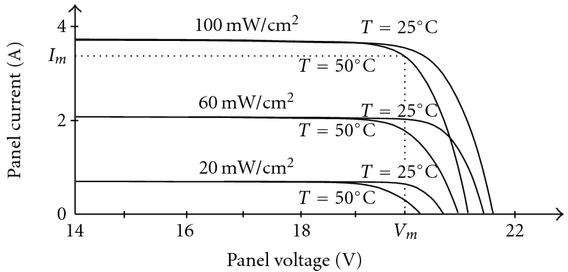 4
100 mW/cm²
T = 25°C
I_m
T = 50°C
Panel current (A)
60 mW/cm²
T = 25°C
2
T = 50°C
20 mW/cm²
T = 25°C
T = 50°C
0
14 16 18 V_m 22
Panel voltage (V)